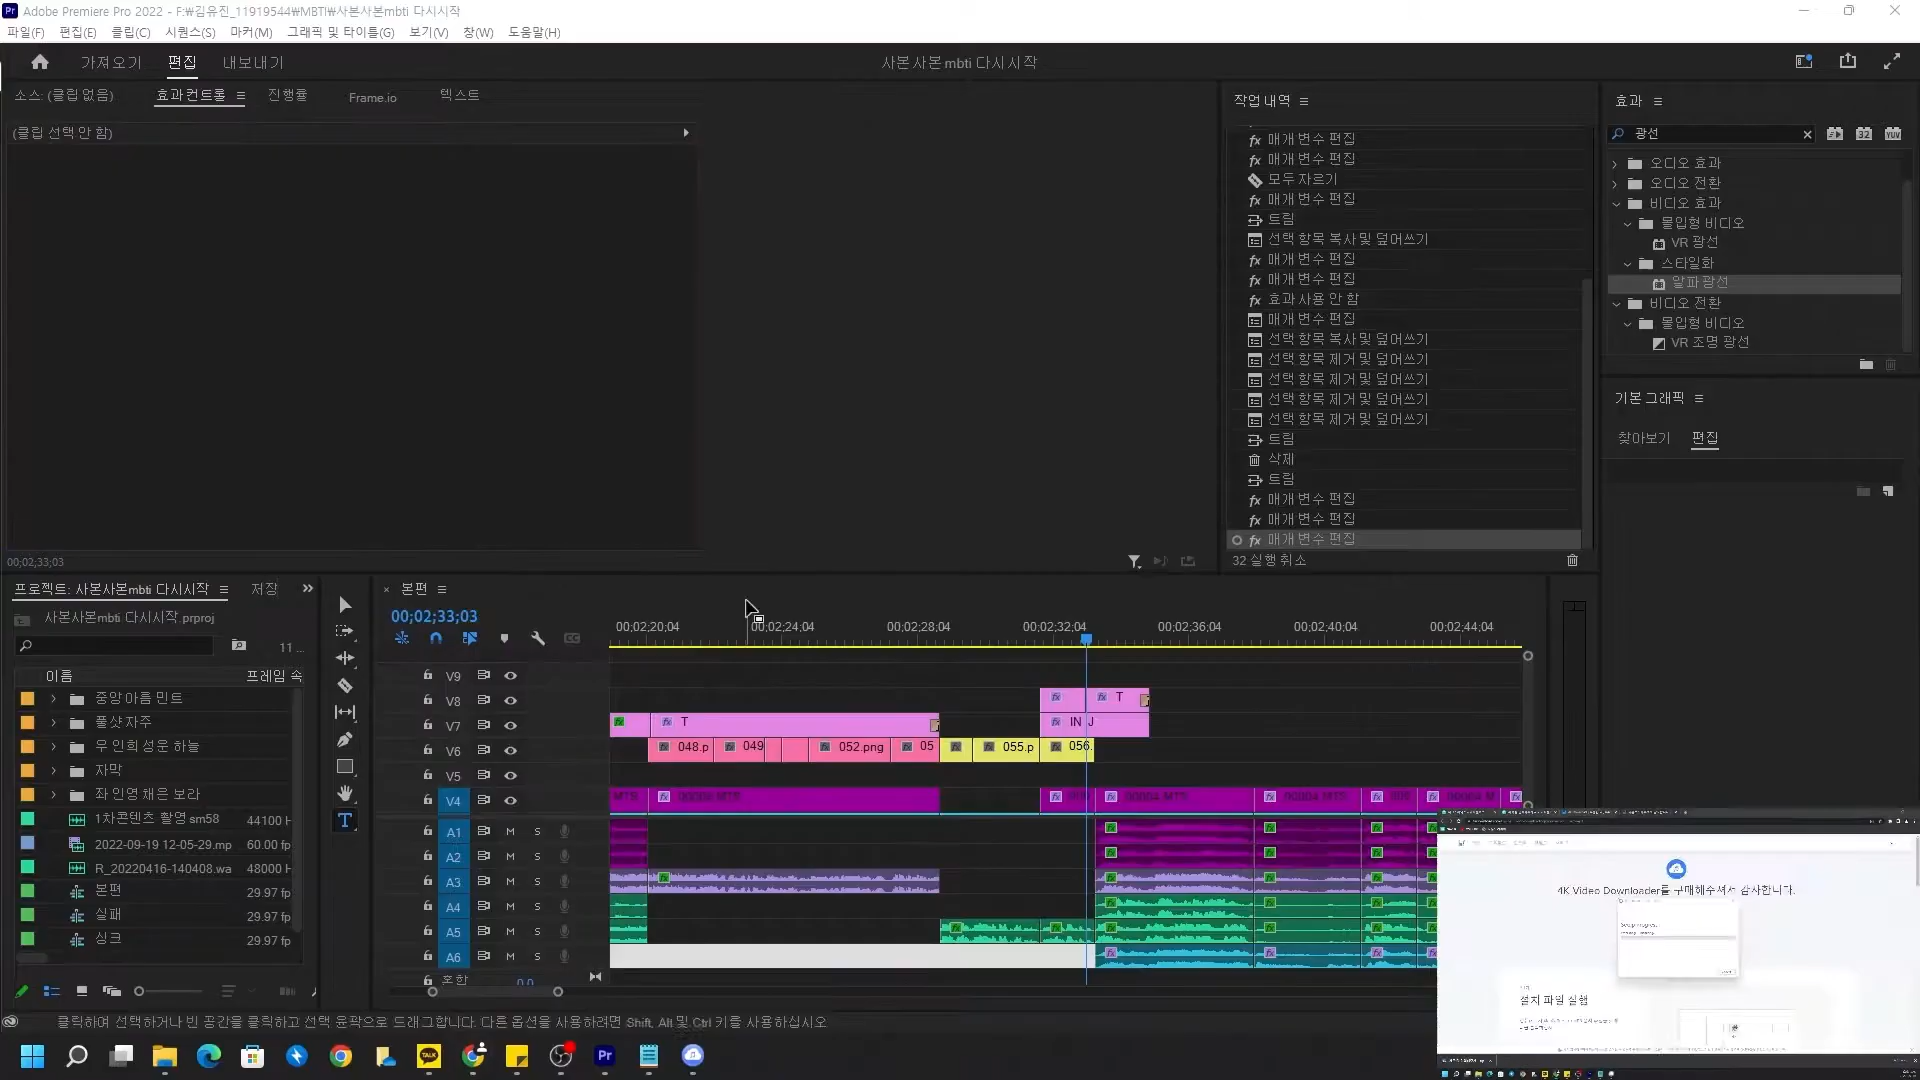 Adobe Premiere Pro 2022 - F:₩김유진_11919544₩MBTI₩사본사본mbti 다시시작
파일(F) 편집(E) 클립(C) 시퀀스(S) 마커(M) 그래픽 및 타이틀(G) 보기(V) 창(W) 도움말(H)
가져오기 편집 내보내기 사본사본mbti 다시시작
소스: (클립 없음) 효과 컨트롤 진행률 Frame.io 텍스트
(클립 선택 안 함)
00;02;33;03
작업 내역
매개 변수 편집
매개 변수 편집
모두 자르기
매개 변수 편집
트림
선택 항목 복사 및 덮어쓰기
매개 변수 편집
매개 변수 편집
효과 사용 안 함
매개 변수 편집
선택 항목 복사 및 덮어쓰기
선택 항목 제거 및 덮어쓰기
선택 항목 제거 및 덮어쓰기
선택 항목 제거 및 덮어쓰기
선택 항목 제거 및 덮어쓰기
트림
삭제
트림
매개 변수 편집
매개 변수 편집
매개 변수 편집
32 실행 취소
효과
광선
오디오 효과
오디오 전환
비디오 효과
몰입형 비디오
VR 광선
스타일화
알파 광선
비디오 전환
몰입형 비디오
VR 조명 광선
기본 그래픽
찾아보기 편집
프로젝트: 사본사본mbti 다시시작 저장
사본사본mbti 다시시작.prproj
11 ...
이름 프레임 속
중앙 아름 민트
풀샷 자주
우 인희 성운 하늘
자막
좌 인영 채은 보라
1차콘텐츠 촬영 sm58 44100 H
2022-09-19 12-05-29.mp 60.00 fp
R_20220416-140408.wa 48000 H
본편 29.97 fp
실패 29.97 fp
싱크 29.97 fp
본편
00;02;33;03
00;02;20;04 00;02;24;04 00;02;28;04 00;02;32;04 00;02;36;04 00;02;40;04 00;02;44;04
V9
V8 T
V7 T IN J
V6 048.p 049 052.png 05 055.p 056.
V5
V4 MTS 00004.MTS 00004.MTS 00004.MTS 00004.M
A1 M S
A2 M S
A3 M S
A4 M S
A5 M S
A6 M S
혼합 0.0
클릭하여 선택하거나 빈 공간을 클릭하고 선택 윤곽으로 드래그합니다. 다른 옵션을 사용하려면 Shift, Alt 및 Ctrl 키를 사용하십시오
4K Video Downloader를 구매해주셔서 감사합니다.
설치 파일 실행